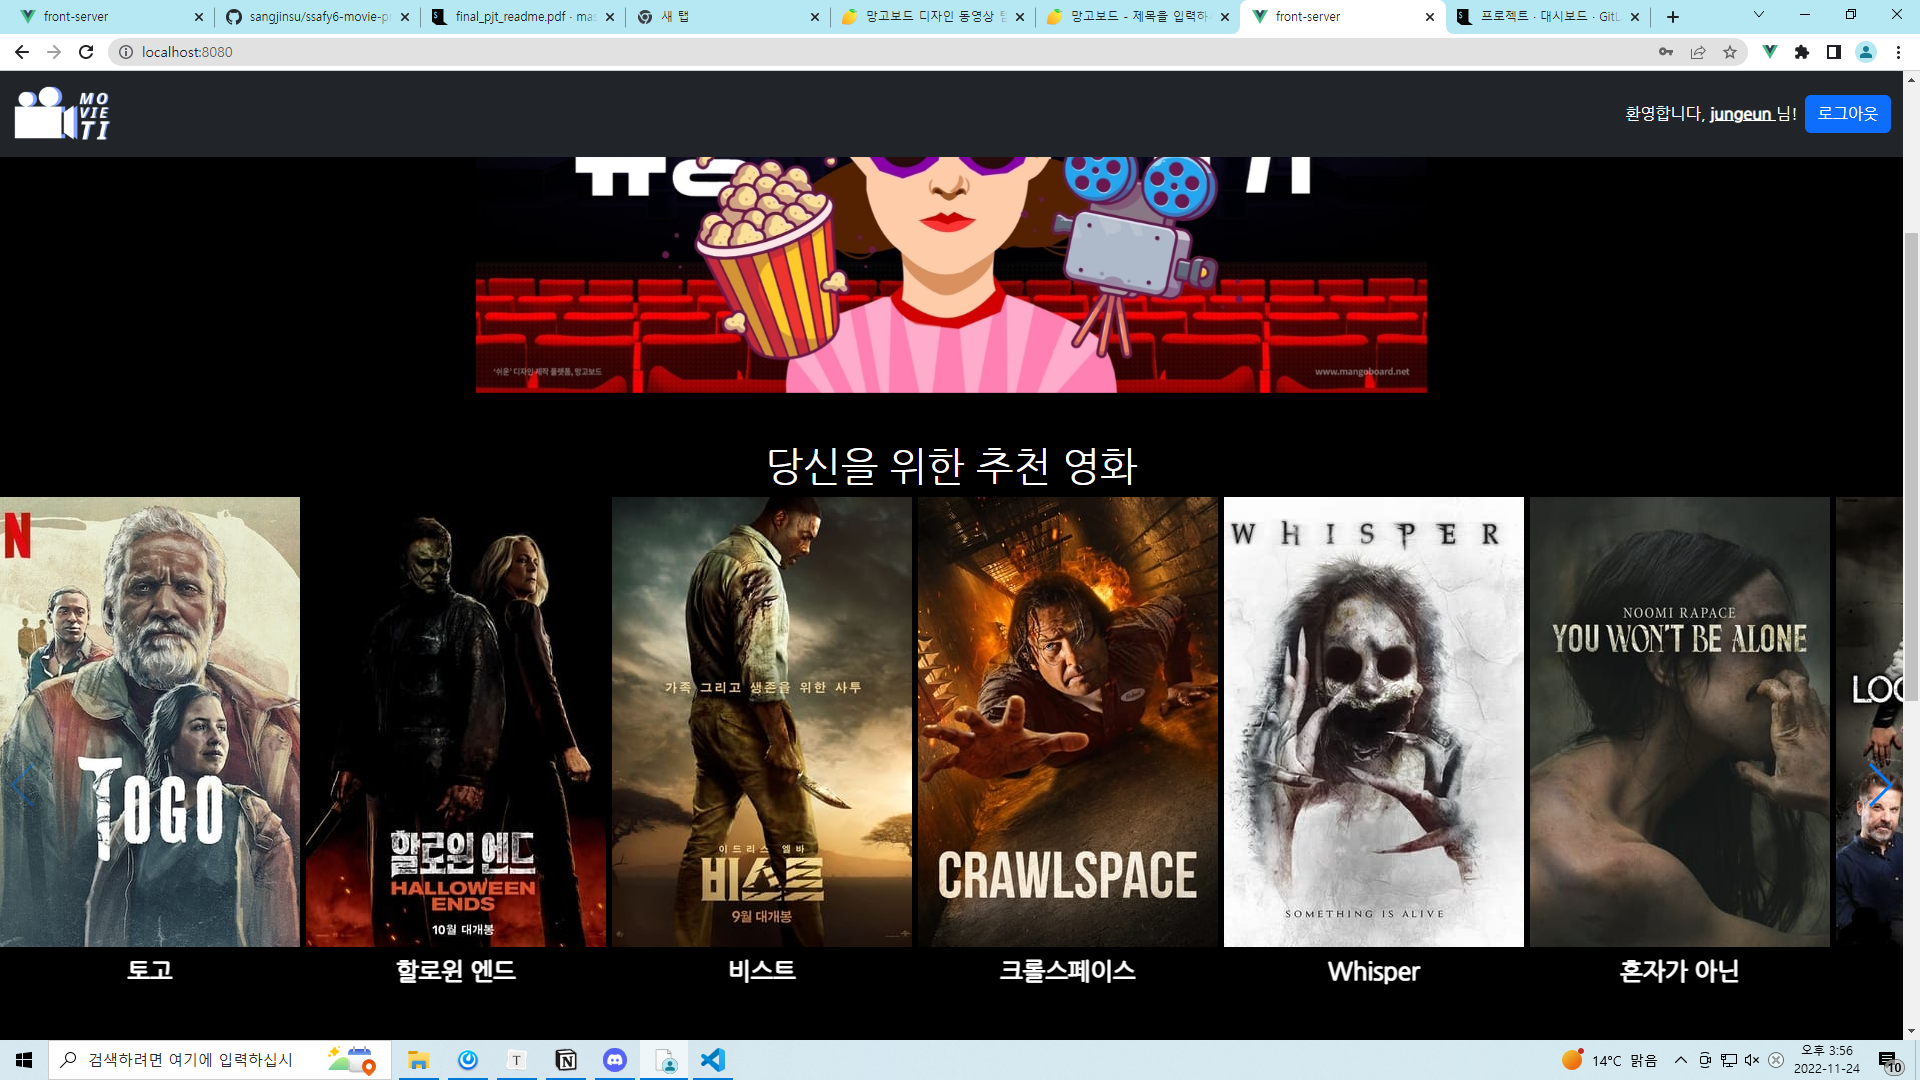 front-server
sangjinsu/ssafy6-movie-p
final_pjt_readme.pdf · mas
새 탭
망고보드 디자인 동영상 템
망고보드 - 제목을 입력하
front-server
프로젝트 · 대시보드 · GitL
localhost:8080
MO
VIE
TI
환영합니다, jungeun 님!
로그아웃
'쉬운' 디자인 제작 플랫폼, 망고보드
www.mangoboard.net
당신을 위한 추천 영화
N
TOGO
할로윈 엔드
HALLOWEEN
ENDS
10월 대개봉
가족 그리고 생존을 위한 사투
이드리스 엘바
비스트
9월 대개봉
CRAWLSPACE
WHISPER
SOMETHING IS ALIVE
NOOMI RAPACE
YOU WON'T BE ALONE
LOC
토고
할로윈 엔드
비스트
크롤스페이스
Whisper
혼자가 아닌
검색하려면 여기에 입력하십시
T
N
14°C 맑음
오후 3:56
2022-11-24
10